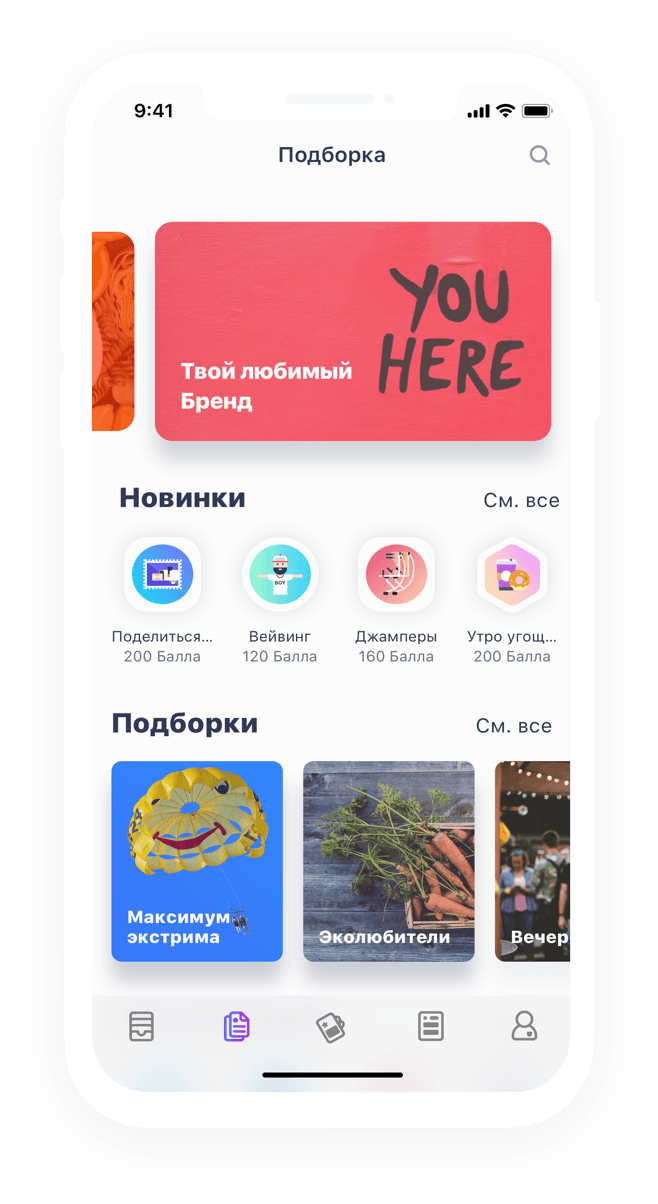 9:41
Подборка
YOU
HERE
Твой любимый
Бренд
Новинки
См. все
BOY
Поделиться...
Вейвинг
Джамперы
Утро угощ...
200 Балла
120 Балла
160 Балла
200 Балла
Подборки
См. все
Максимум
экстрима
Эколюбители
Вечер